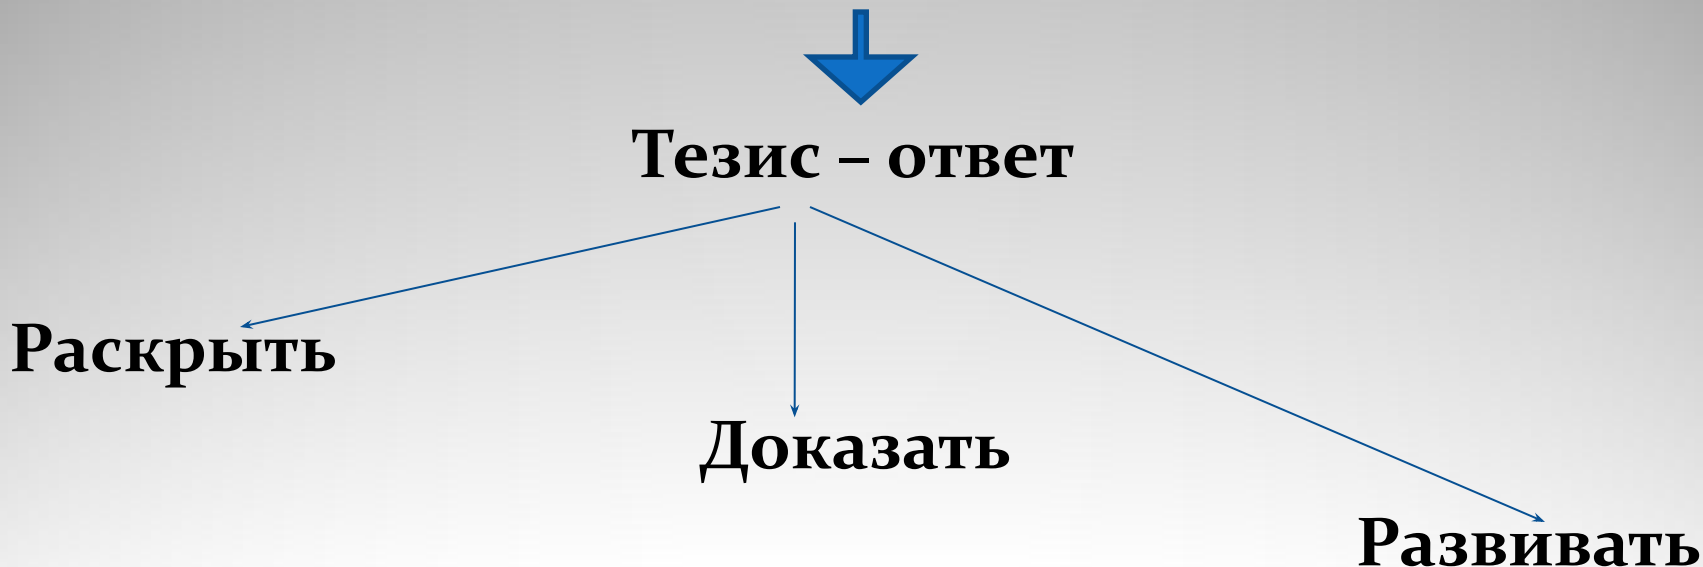 Тезис – ответ
Раскрыть
Доказать
Развивать